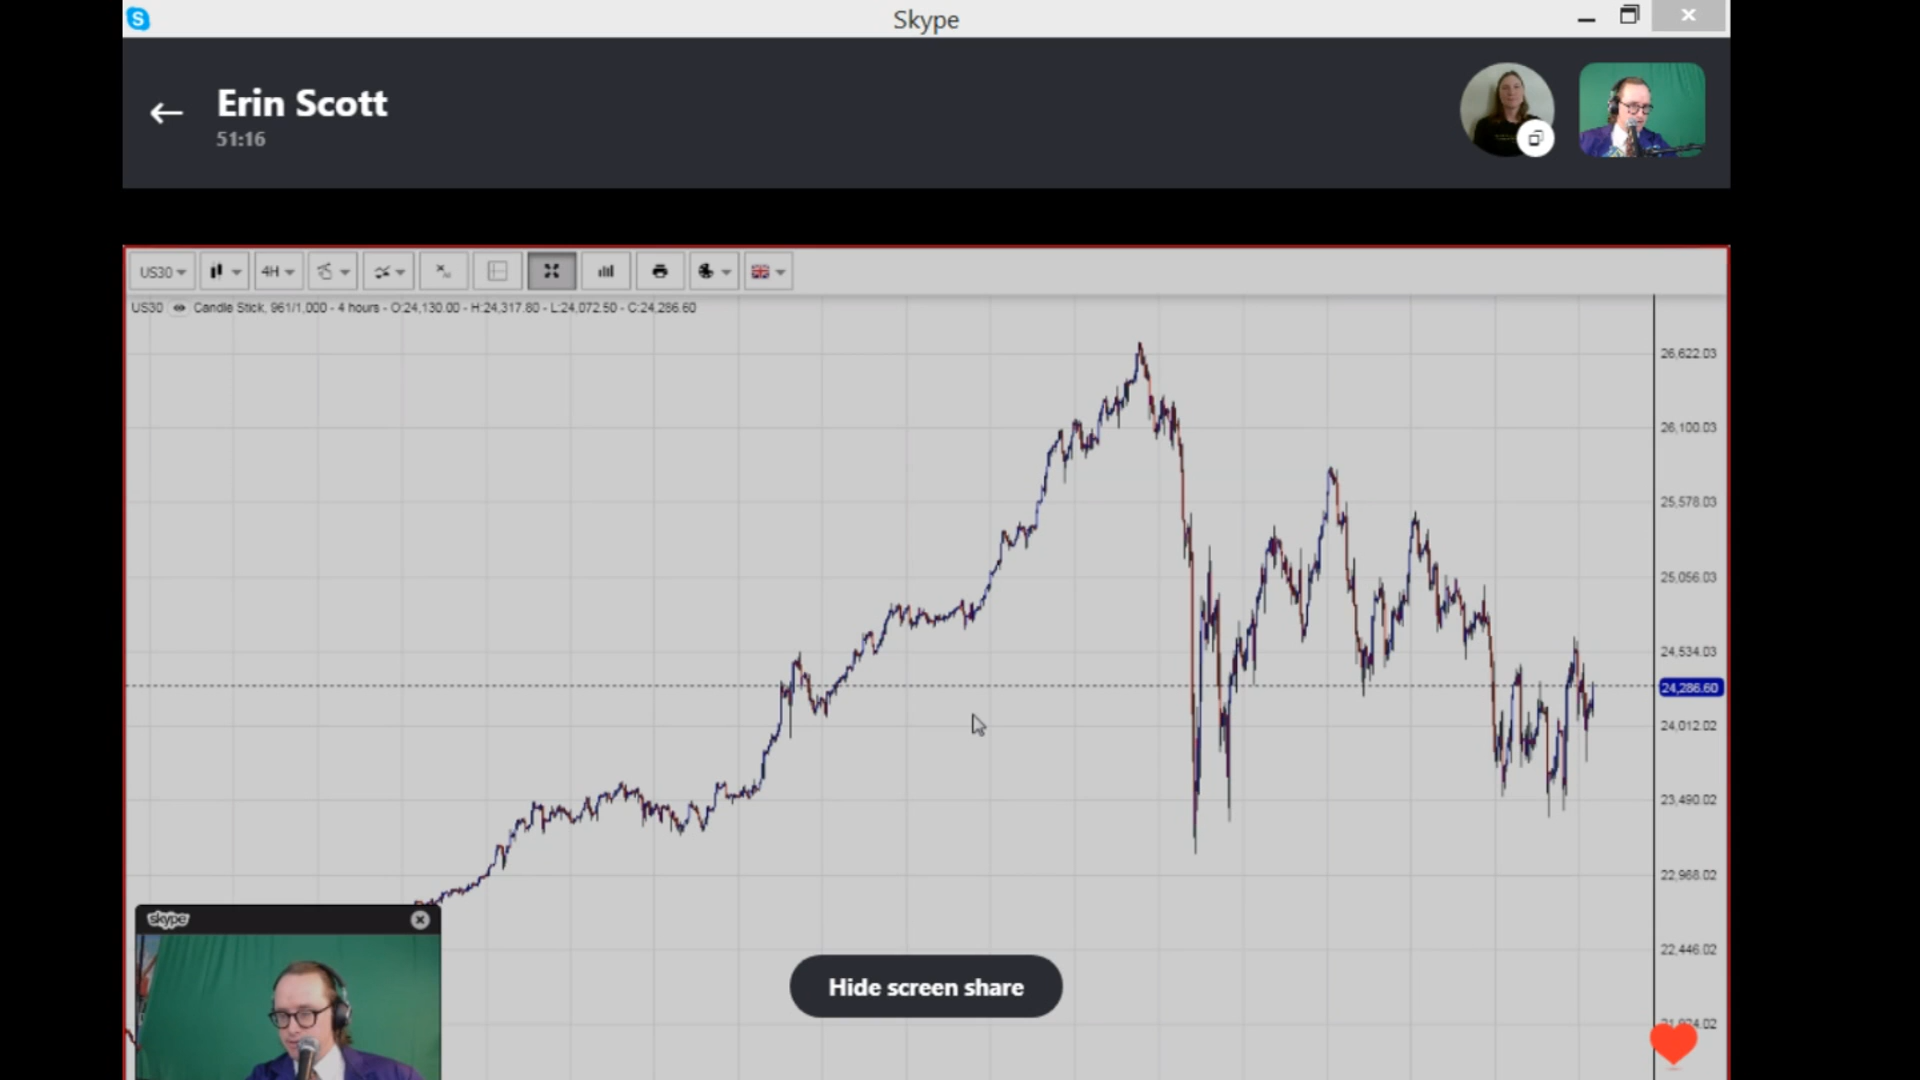 Skype
Erin Scott
51:16
US30
4H
US30 Candle Stick, 961/1,000 - 4 hours - O:24,130.00 - H:24,317.80 - L:24,072.50 - C:24,286.60
26,622.03
26,100.03
25,578.03
25,056.03
24,534.03
24,286.60
24,012.02
23,490.02
22,968.02
skype
22,446.02
Hide screen share